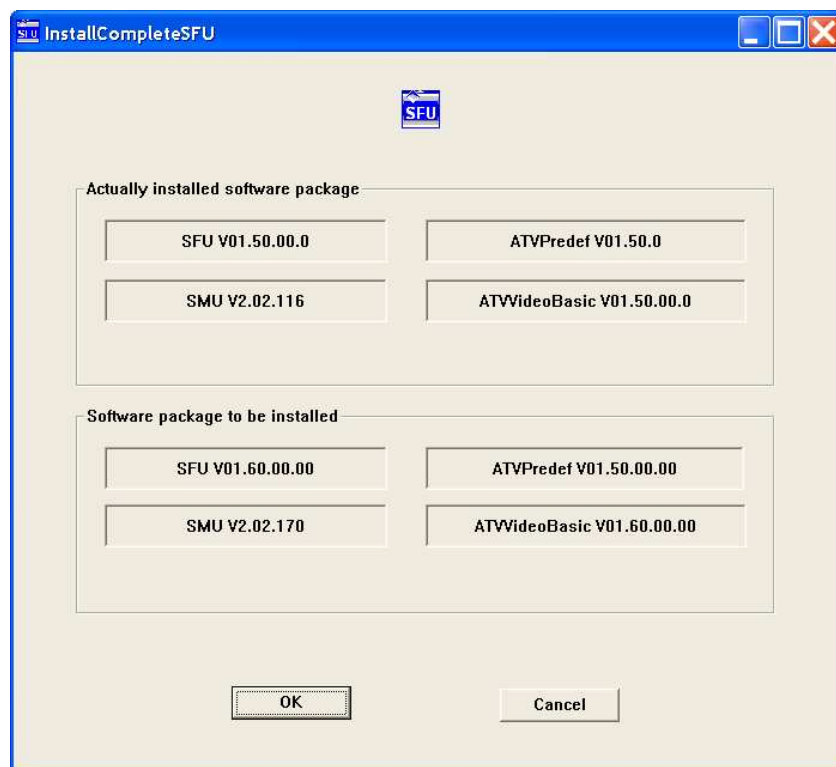 SFU InstallCompleteSFU
SFU
Actually installed software package
SFU V01.50.00.0 ATVPredef V01.50.0
SMU V2.02.116 ATVVideoBasic V01.50.00.0
Software package to be installed
SFU V01.60.00.00 ATVPredef V01.50.00.00
SMU V2.02.170 ATVVideoBasic V01.60.00.00
OK Cancel